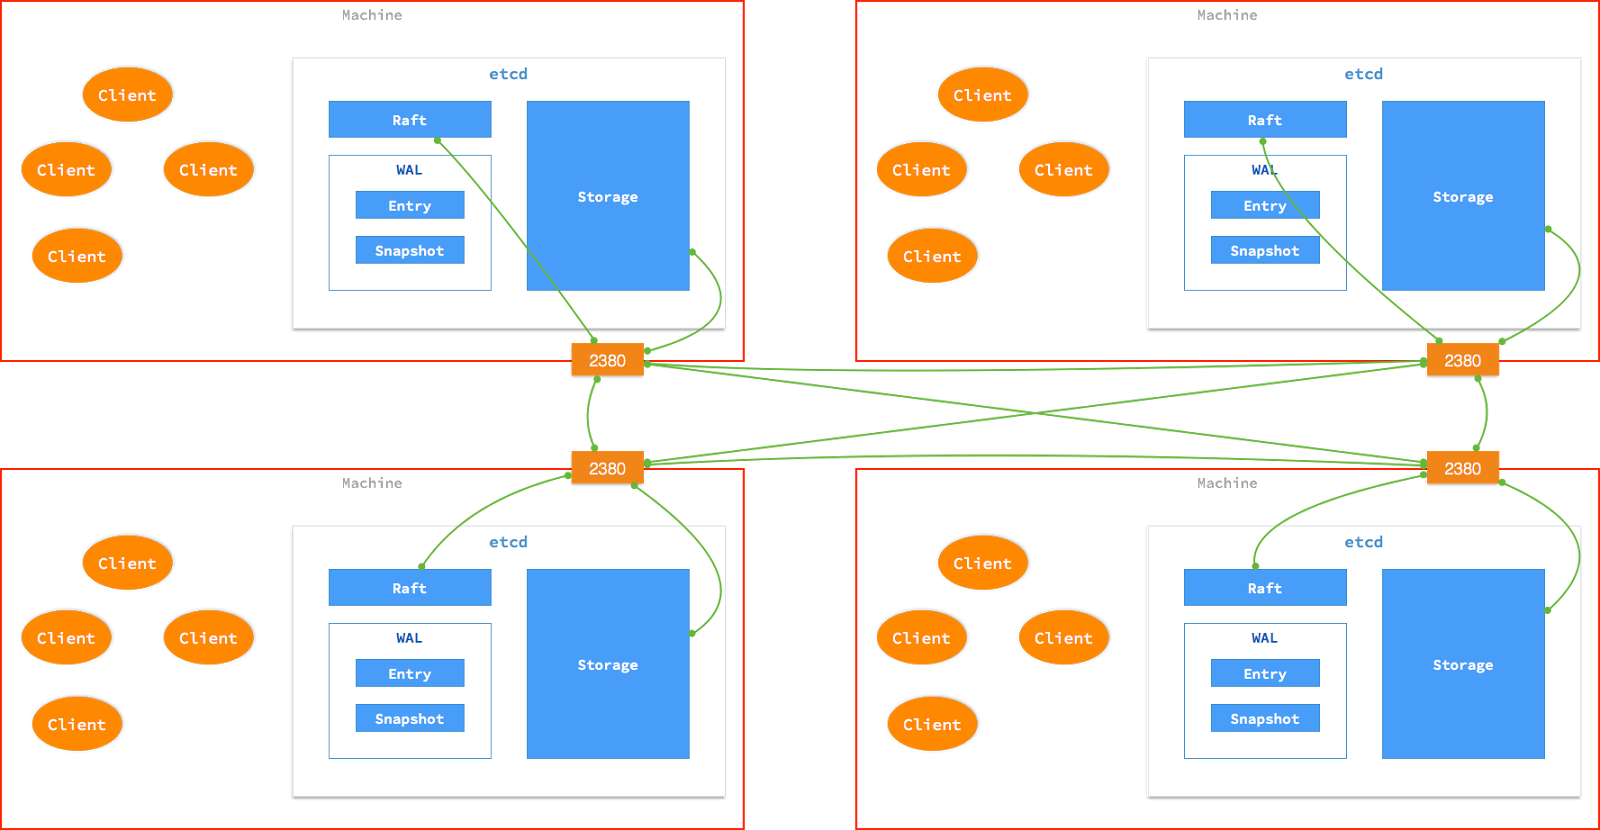 Machine
etcd
Client
Raft
WAL
Client
Client
Entry
Storage
Snapshot
Client
2380
Machine
etcd
Client
Raft
WAL
Client
Client
Entry
Storage
Snapshot
Client
2380
2380
Machine
etcd
Client
Raft
WAL
Client
Client
Entry
Storage
Snapshot
Client
2380
Machine
etcd
Client
Raft
WAL
Client
Client
Entry
Storage
Snapshot
Client